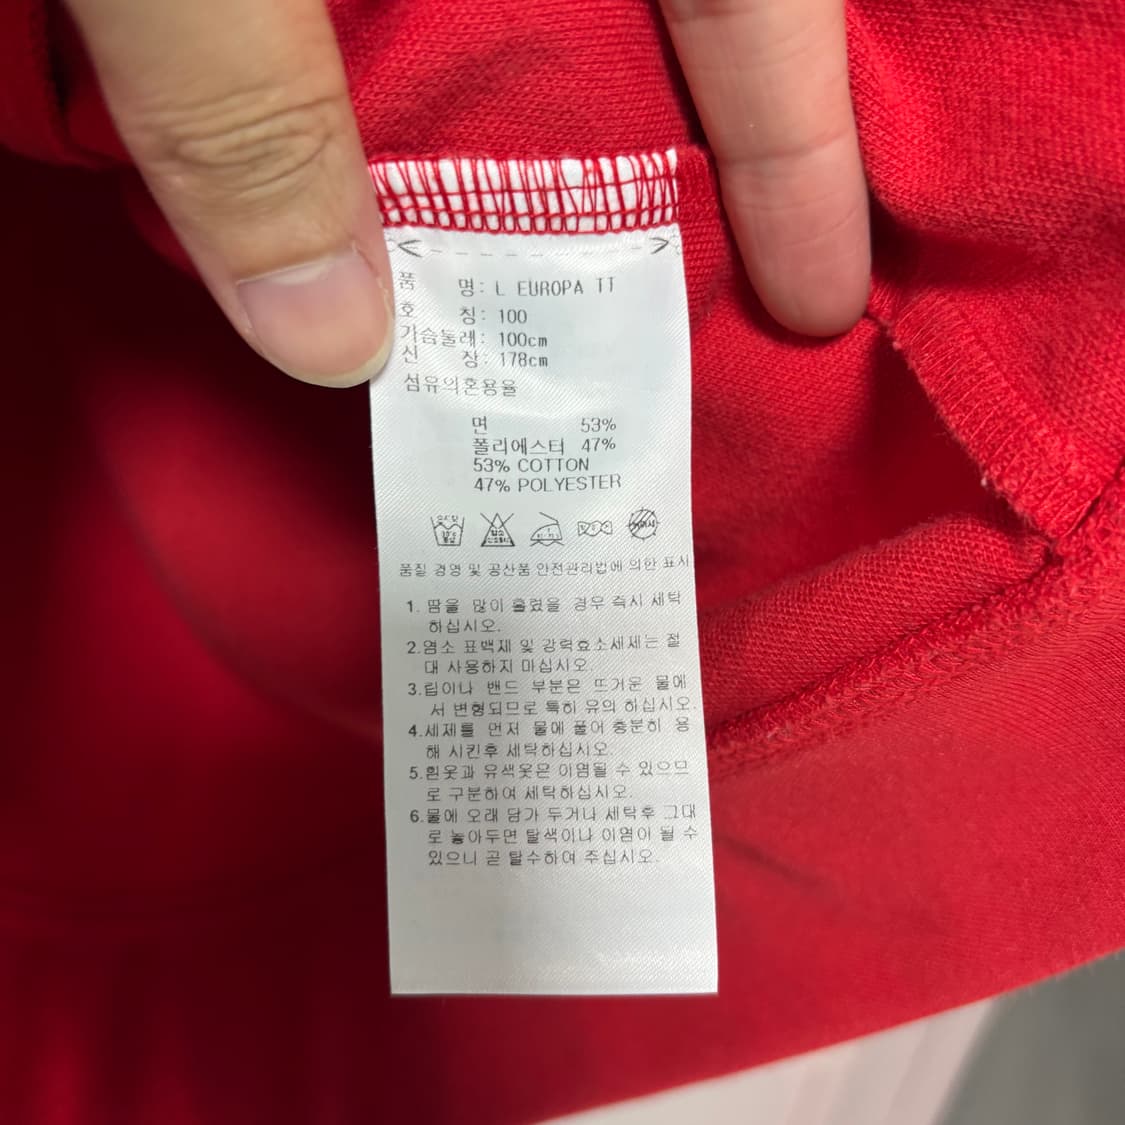 품 명: L EUROPA TT
호 칭: 100
가슴둘레: 100cm
신 장: 178cm
섬유의혼용율
면 53%
폴리에스터 47%
53% COTTON
47% POLYESTER
품질 경영 및 공산품 안전관리법에 의한 표시
1. 땀을 많이 흘렸을 경우 즉시 세탁
하십시오.
2.염소 표백제 및 강력효소세제는 절
대 사용하지 마십시오.
3.립이나 밴드 부분은 뜨거운 물에
서 변형되므로 특히 유의 하십시오.
4.세제를 먼저 물에 풀어 충분히 용
해 시킨후 세탁하십시오.
5.흰옷과 유색옷은 이염될 수 있으므
로 구분하여 세탁하십시오.
6.물에 오래 담가 두거나 세탁후 그대
로 놓아두면 탈색이나 이염이 될 수
있으니 곧 탈수하여 주십시오.